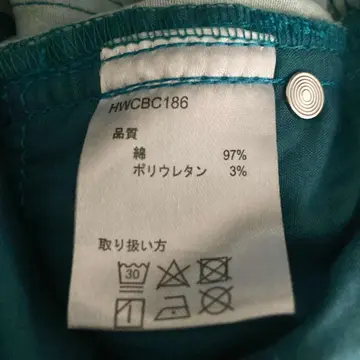 HWCBC186
品質
綿 97%
ポリウレタン 3%
取り扱い方
30